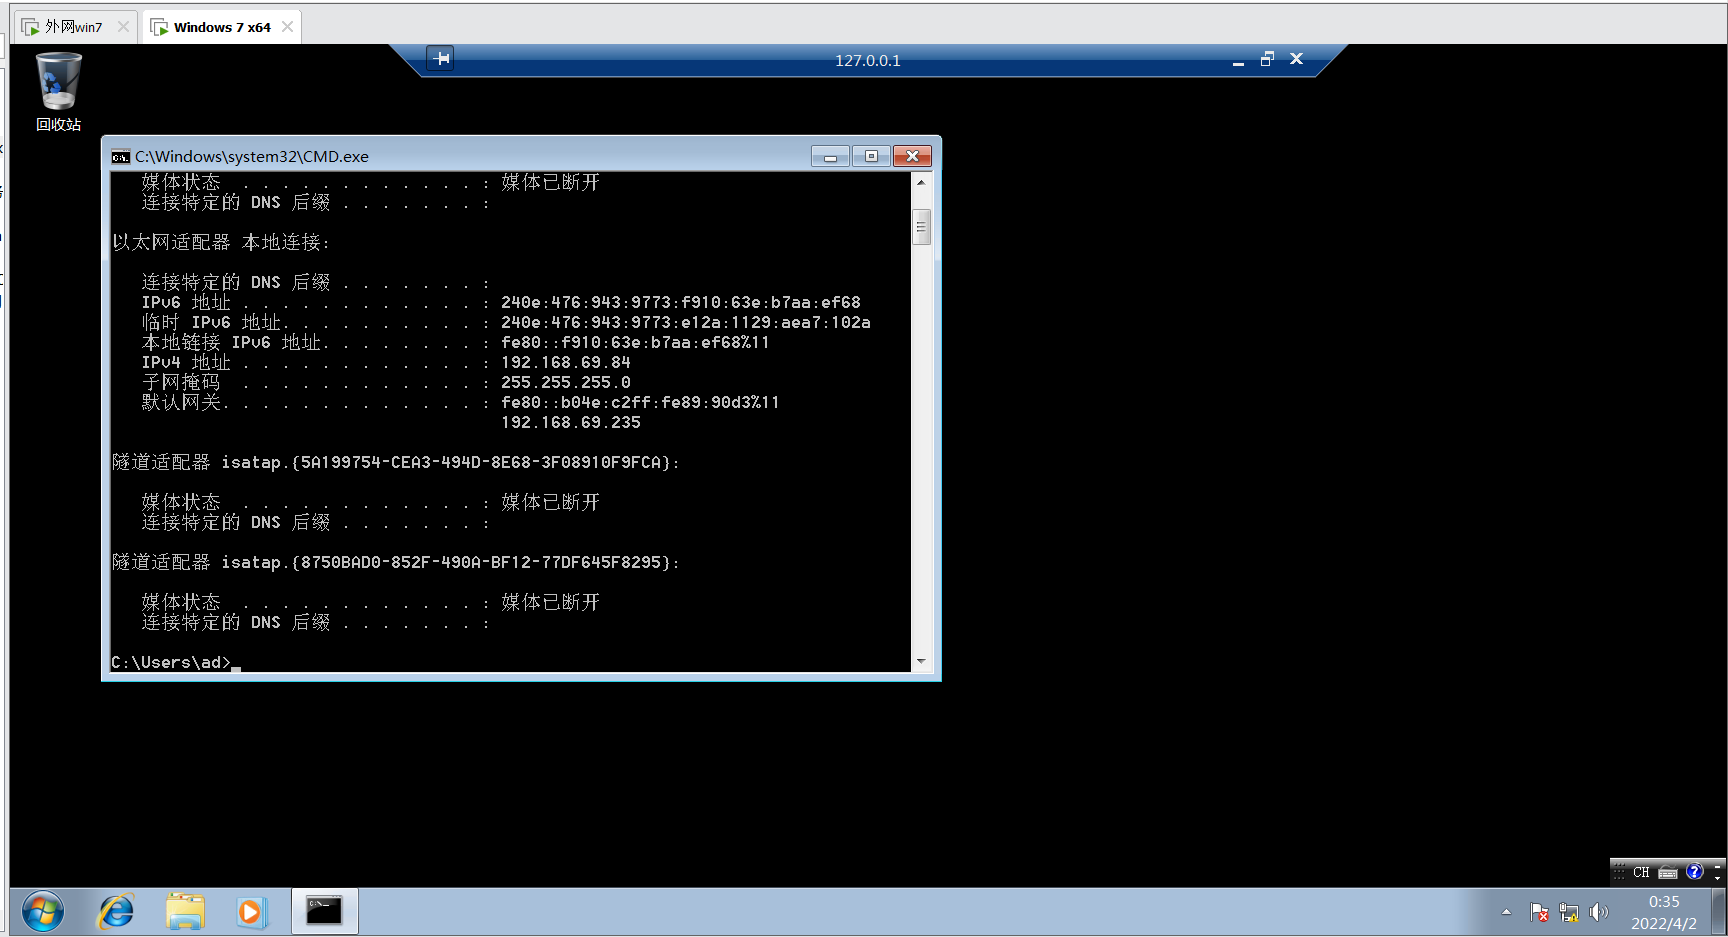 外网win7
Windows 7 x64
127.0.0.1
回收站
C:\Windows\system32\CMD.exe
媒体状态 . . . . . . . . . . . . : 媒体已断开
连接特定的 DNS 后缀 . . . . . . . :
以太网适配器 本地连接:
连接特定的 DNS 后缀 . . . . . . . :
IPv6 地址 . . . . . . . . . . . . : 240e:476:943:9773:f910:63e:b7aa:ef68
临时 IPv6 地址. . . . . . . . . . : 240e:476:943:9773:e12a:1129:aea7:102a
本地链接 IPv6 地址. . . . . . . . : fe80::f910:63e:b7aa:ef68%11
IPv4 地址 . . . . . . . . . . . . : 192.168.69.84
子网掩码 . . . . . . . . . . . . : 255.255.255.0
默认网关. . . . . . . . . . . . . : fe80::b04e:c2ff:fe89:90d3%11
192.168.69.235
隧道适配器 isatap.{5A199754-CEA3-494D-8E68-3F08910F9FCA}:
媒体状态 . . . . . . . . . . . . : 媒体已断开
连接特定的 DNS 后缀 . . . . . . . :
隧道适配器 isatap.{8750BAD0-852F-490A-BF12-77DF645F8295}:
媒体状态 . . . . . . . . . . . . : 媒体已断开
连接特定的 DNS 后缀 . . . . . . . :
C:\Users\ad>
CH
0:35
2022/4/2